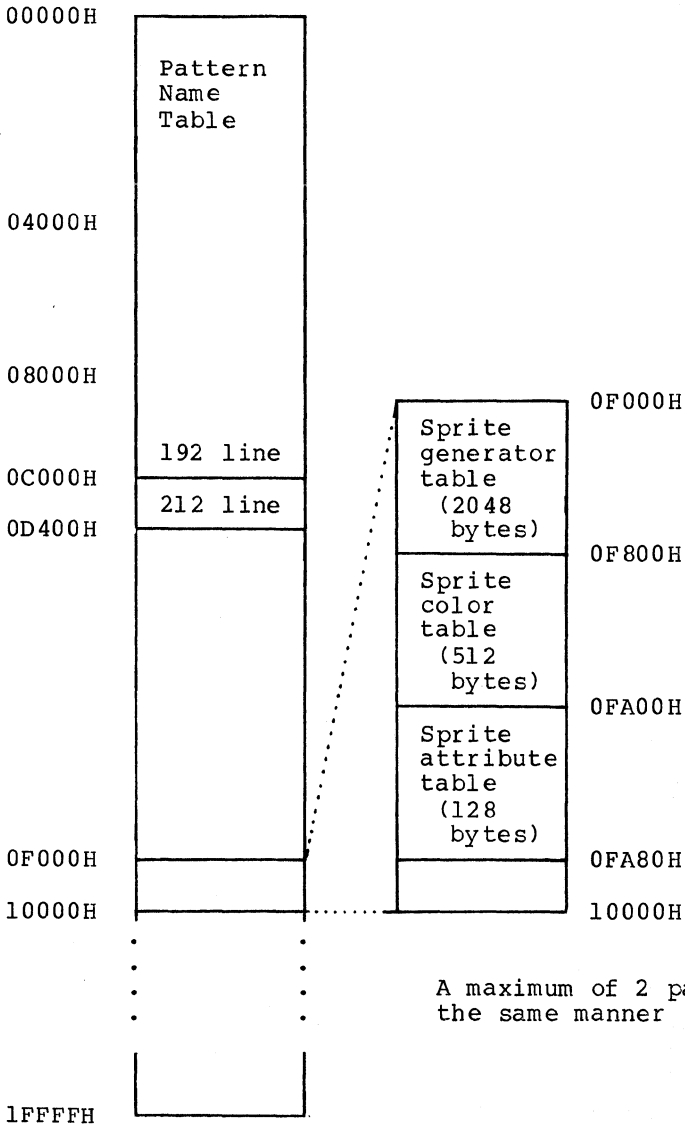 00000H
Pattern
Name
Table
04000H
08000H
192 line
0C000H
212 line
0D400H
0F000H
10000H
1FFFFH
0F000H
Sprite
generator
table
(2048
bytes)
0F800H
Sprite
color
table
(512
bytes)
0FA00H
Sprite
attribute
table
(128
bytes)
0FA80H
10000H
A maximum of 2 pa
the same manner